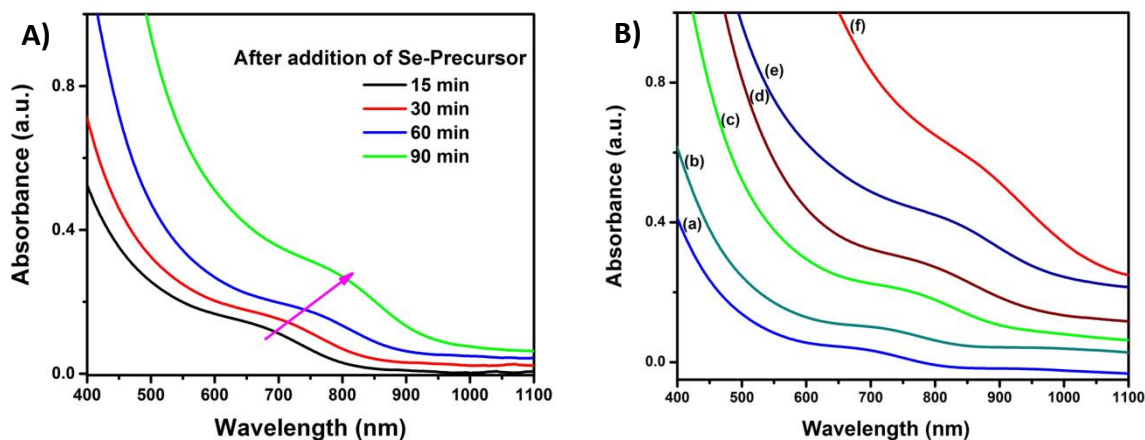 A)
After addition of Se-Precursor
15 min
30 min
60 min
90 min
Absorbance (a.u.)
0.8
0.4
0.0
400 500 600 700 800 900 1000 1100
Wavelength (nm)
B)
(f)
(e)
(d)
(c)
(b)
(a)
Absorbance (a.u.)
0.8
0.4
0.0
400 500 600 700 800 900 1000 1100
Wavelength (nm)